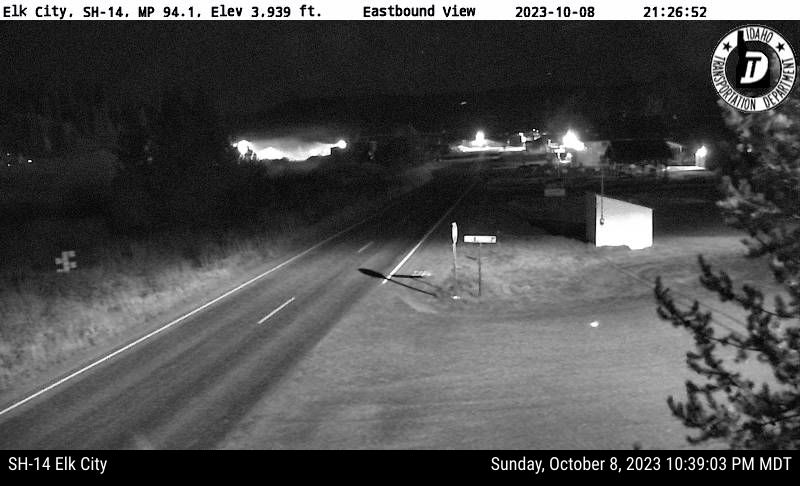 Elk City, SH-14, MP 94.1, Elev 3,939 ft. Eastbound View 2023-10-08 21:26:52
IDAHO
TRANSPORTATION DEPARTMENT
SH-14 Elk City Sunday, October 8, 2023 10:39:03 PM MDT